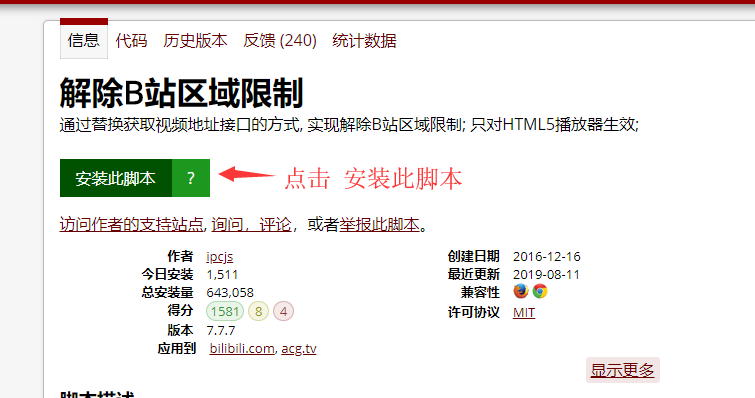 信息 代码 历史版本 反馈 (240) 统计数据
解除B站区域限制
通过替换获取视频地址接口的方式, 实现解除B站区域限制; 只对HTML5播放器生效;
安装此脚本 ? 点击 安装此脚本
访问作者的支持站点, 询问，评论，或者举报此脚本。
作者 ipcjs 创建日期 2016-12-16
今日安装 1,511 最近更新 2019-08-11
总安装量 643,058 兼容性
得分 1581 8 4 许可协议 MIT
版本 7.7.7
应用到 bilibili.com, acg.tv
显示更多
脚本描述